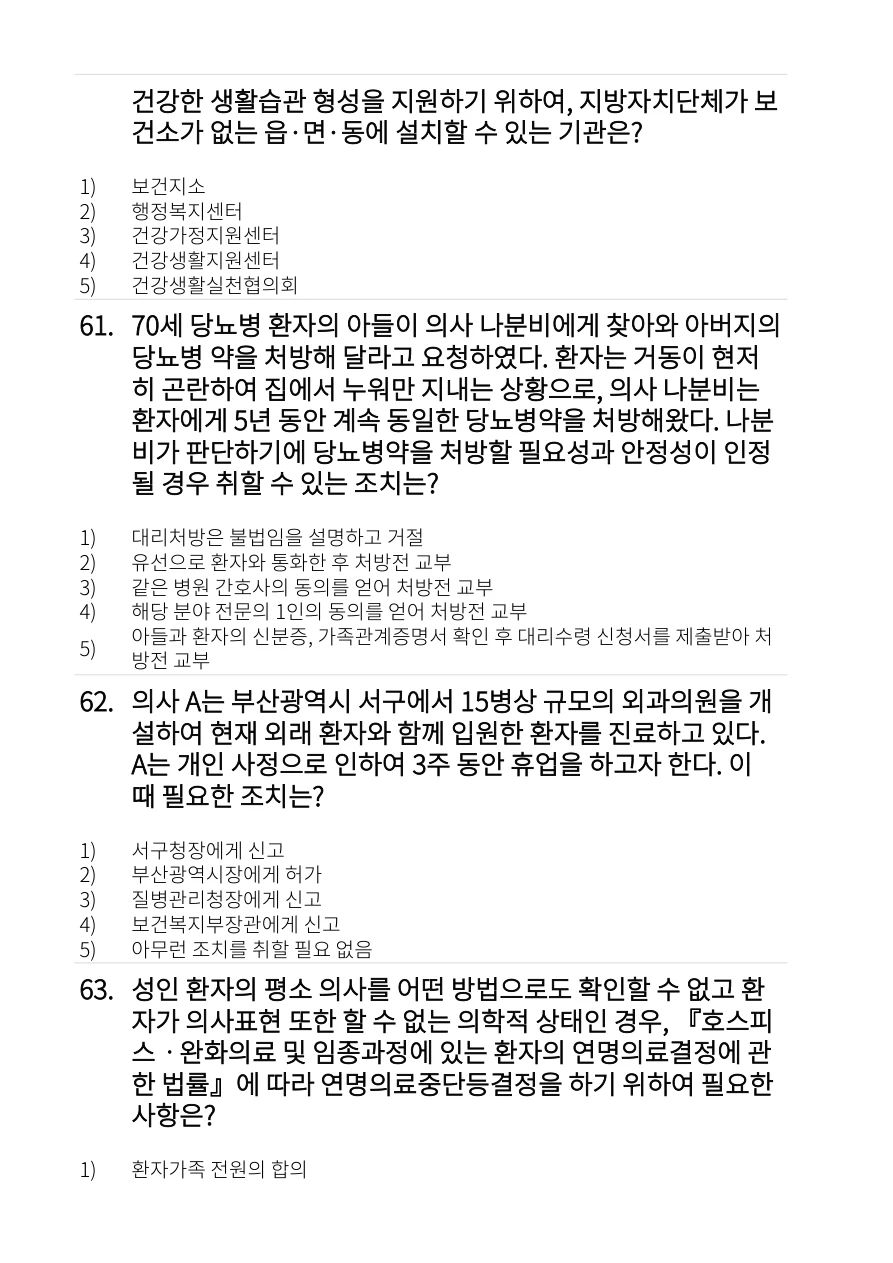 건강한 생활습관 형성을 지원하기 위하여, 지방자치단체가 보
건소가 없는 읍·면·동에 설치할 수 있는 기관은?
1) 보건지소
2) 행정복지센터
3) 건강가정지원센터
4) 건강생활지원센터
5) 건강생활실천협의회
61. 70세 당뇨병 환자의 아들이 의사 나분비에게 찾아와 아버지의
당뇨병 약을 처방해 달라고 요청하였다. 환자는 거동이 현저
히 곤란하여 집에서 누워만 지내는 상황으로, 의사 나분비는
환자에게 5년 동안 계속 동일한 당뇨병약을 처방해왔다. 나분
비가 판단하기에 당뇨병약을 처방할 필요성과 안정성이 인정
될 경우 취할 수 있는 조치는?
1) 대리처방은 불법임을 설명하고 거절
2) 유선으로 환자와 통화한 후 처방전 교부
3) 같은 병원 간호사의 동의를 얻어 처방전 교부
4) 해당 분야 전문의 1인의 동의를 얻어 처방전 교부
5) 아들과 환자의 신분증, 가족관계증명서 확인 후 대리수령 신청서를 제출받아 처
방전 교부
62. 의사 A는 부산광역시 서구에서 15병상 규모의 외과의원을 개
설하여 현재 외래 환자와 함께 입원한 환자를 진료하고 있다.
A는 개인 사정으로 인하여 3주 동안 휴업을 하고자 한다. 이
때 필요한 조치는?
1) 서구청장에게 신고
2) 부산광역시장에게 허가
3) 질병관리청장에게 신고
4) 보건복지부장관에게 신고
5) 아무런 조치를 취할 필요 없음
63. 성인 환자의 평소 의사를 어떤 방법으로도 확인할 수 없고 환
자가 의사표현 또한 할 수 없는 의학적 상태인 경우, 『호스피
스 ·완화의료 및 임종과정에 있는 환자의 연명의료결정에 관
한 법률』에 따라 연명의료중단등결정을 하기 위하여 필요한
사항은?
1) 환자가족 전원의 합의